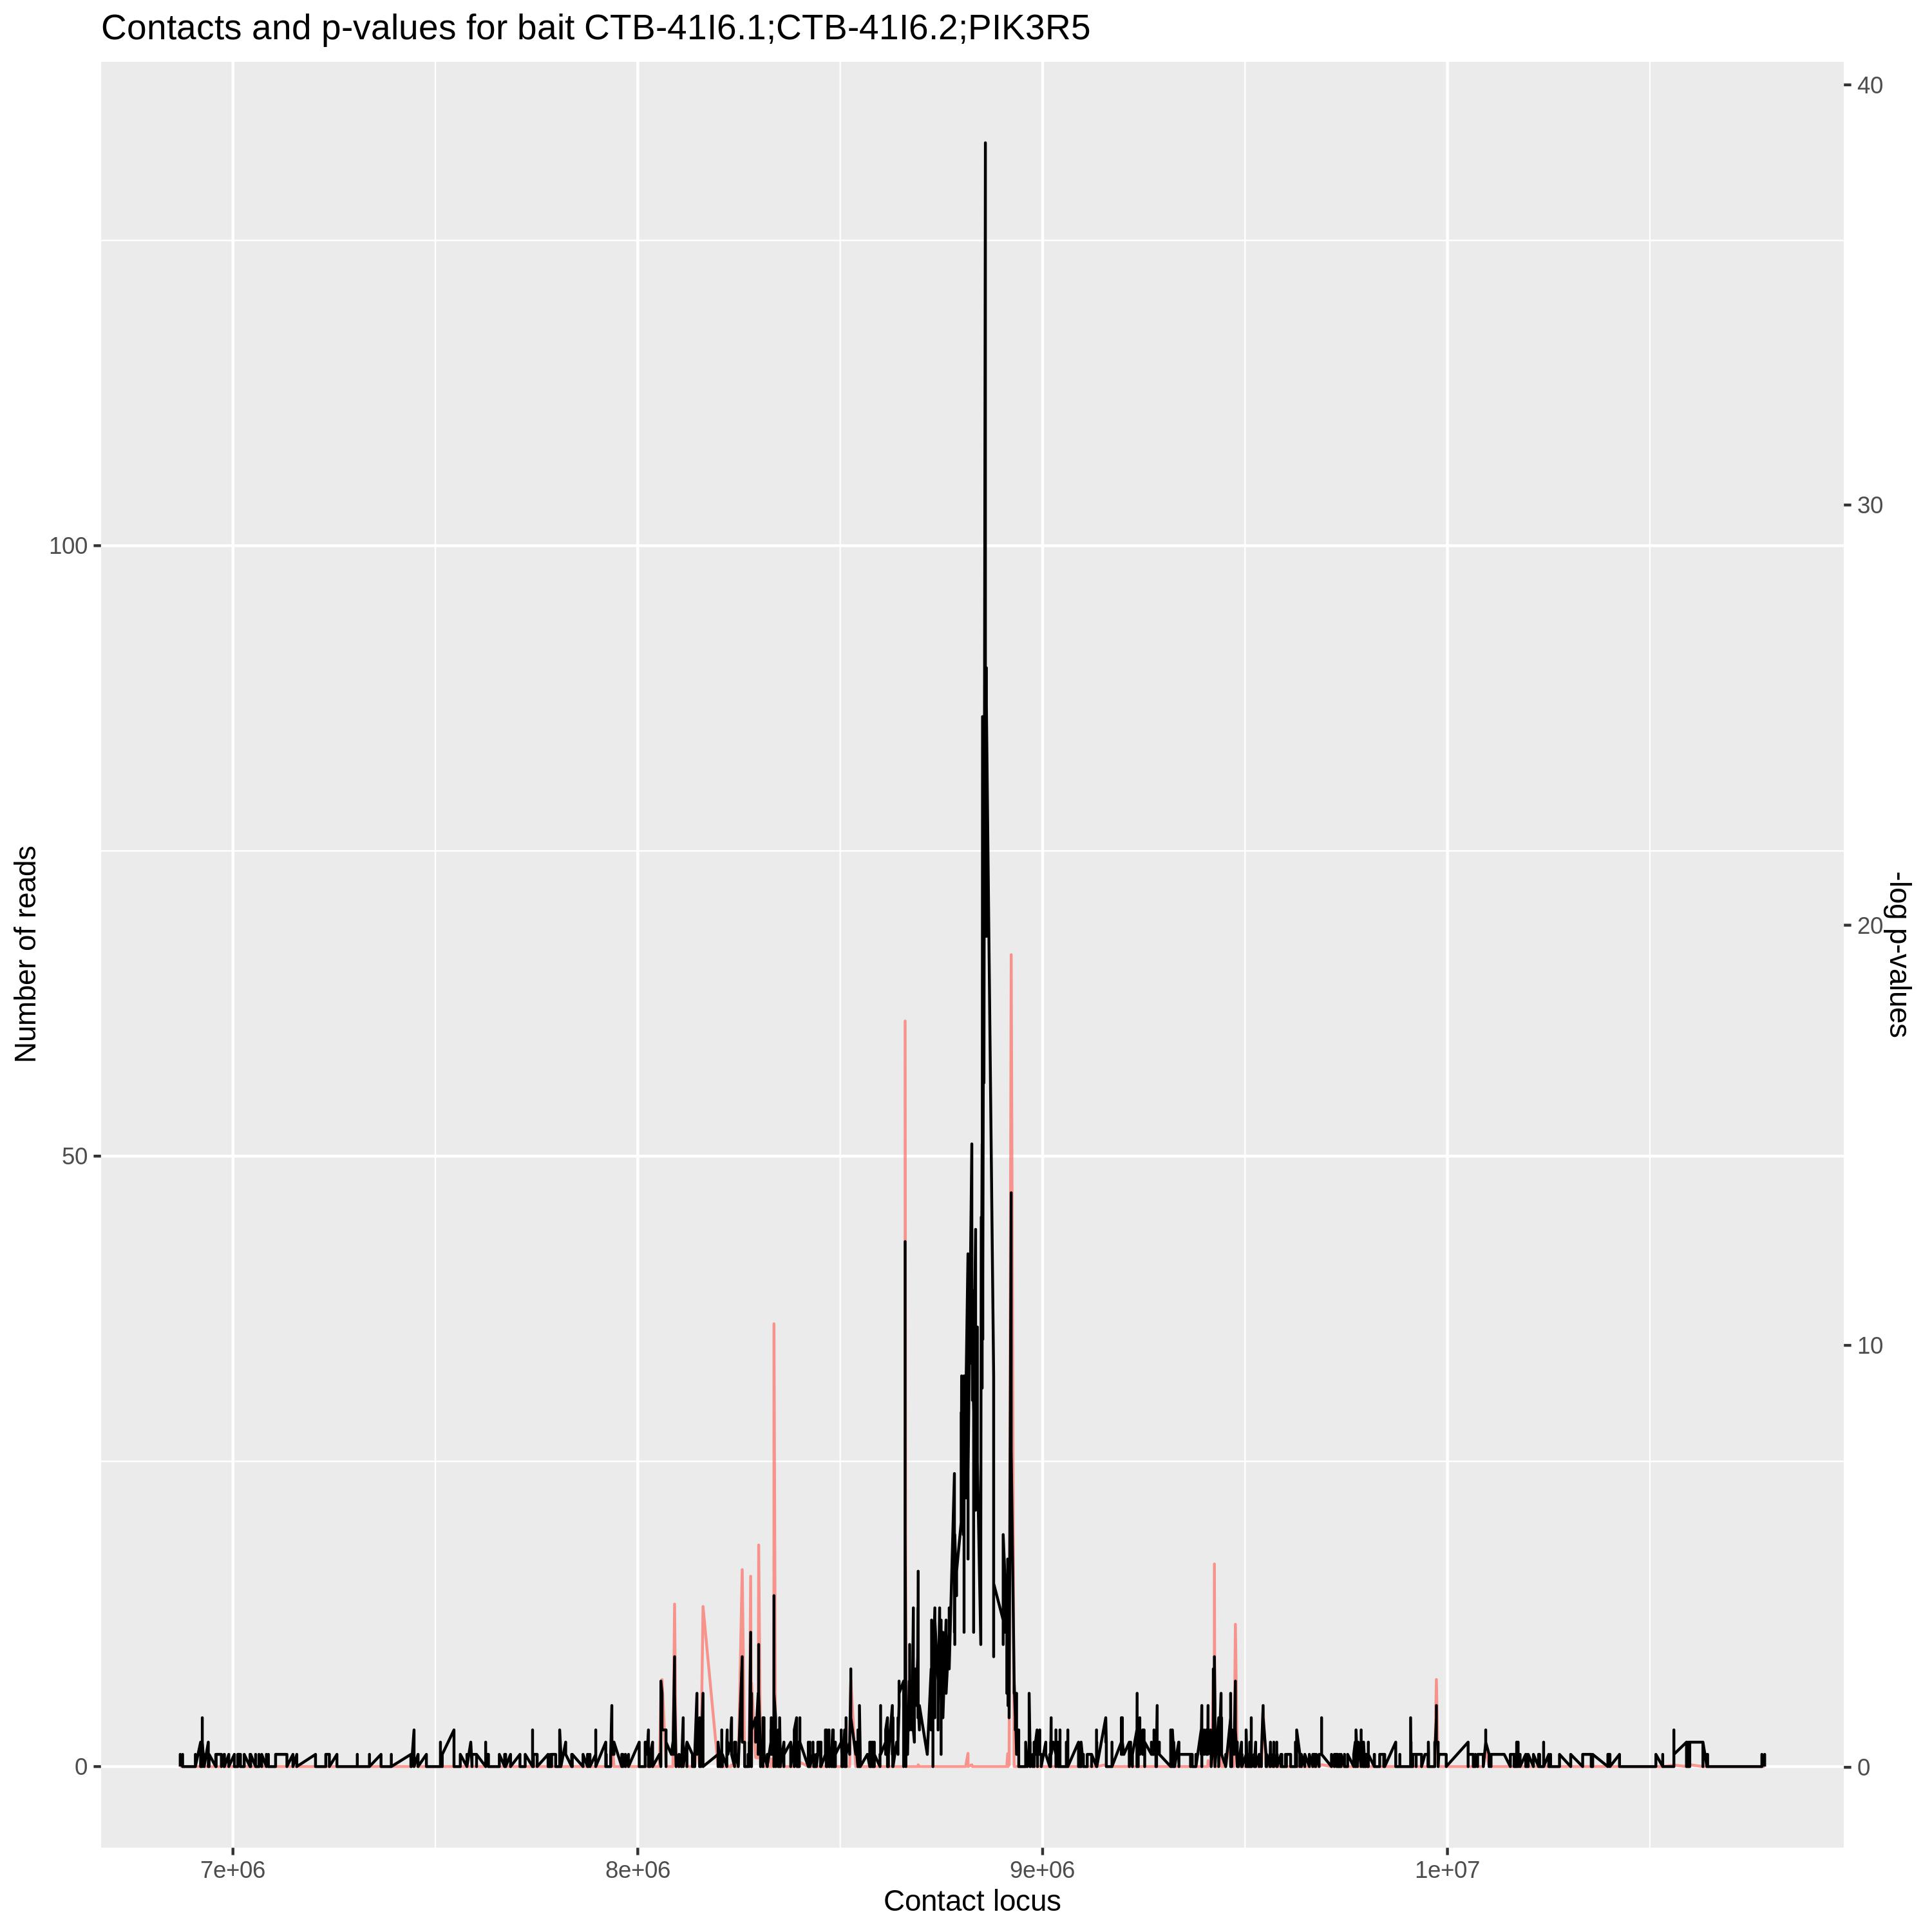 Contacts and p-values for bait CTB-41I6.1;CTB-41I6.2;PIK3R5
40
30
100
20
Number of reads
-log p-values
50
10
0
0
7e+06
8e+06
9e+06
1e+07
Contact locus